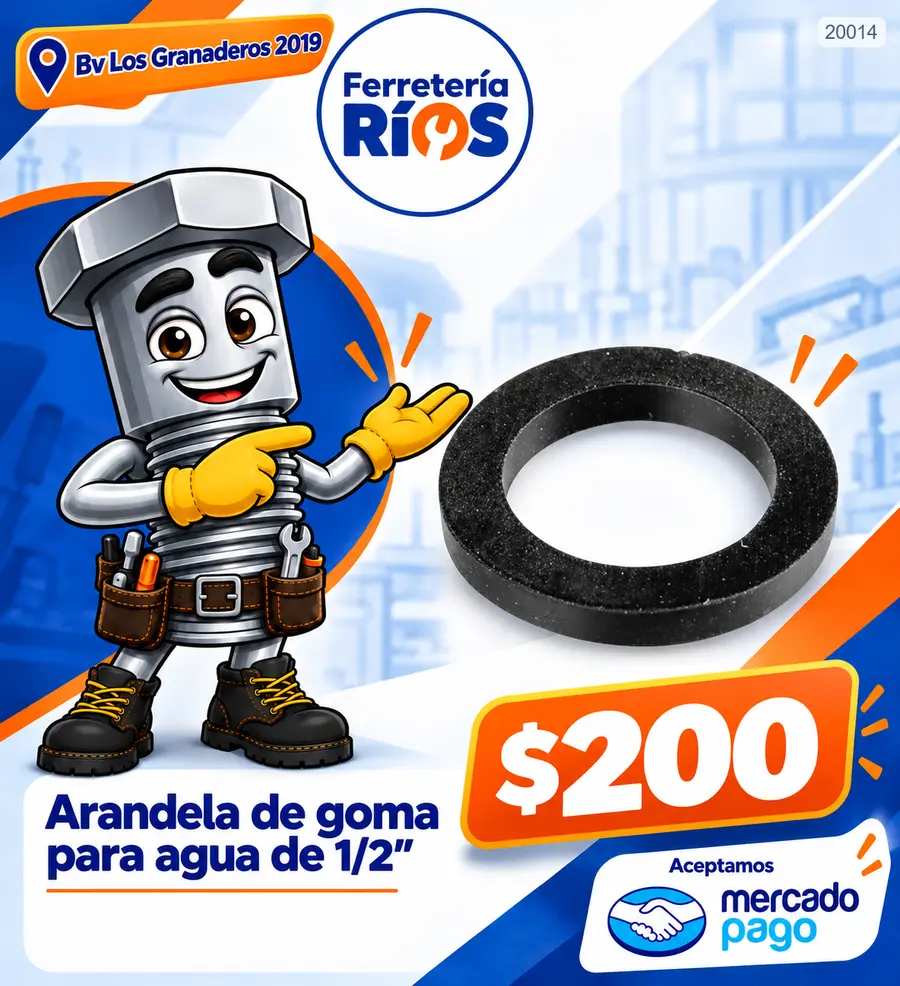 Bv Los Granaderos 2019
Ferretería
RÍOS
20014
$200
Arandela de goma
para agua de 1/2”
Aceptamos
mercado
pago